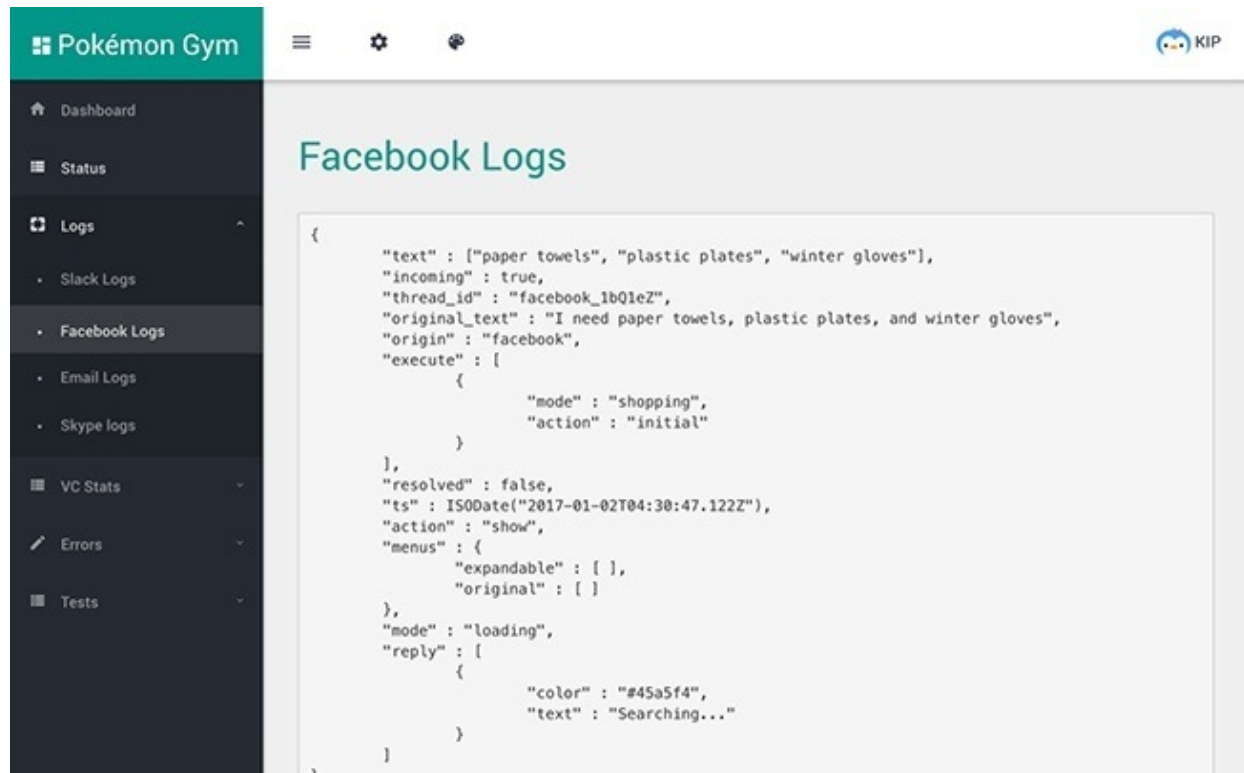 Pokémon Gym
KIP
Dashboard
Status
Logs
Slack Logs
Facebook Logs
Email Logs
Skype logs
VC Stats
Errors
Tests
Facebook Logs
{
"text" : ["paper towels", "plastic plates", "winter gloves"],
"incoming" : true,
"thread_id" : "facebook_1bQ1eZ",
"original_text" : "I need paper towels, plastic plates, and winter gloves",
"origin" : "facebook",
"execute" : [
{
"mode" : "shopping",
"action" : "initial"
}
],
"resolved" : false,
"ts" : ISODate("2017-01-02T04:30:47.122Z"),
"action" : "show",
"menus" : {
"expandable" : [ ],
"original" : [ ]
},
"mode" : "loading",
"reply" : [
{
"color" : "#45a5f4",
"text" : "Searching..."
}
]
}